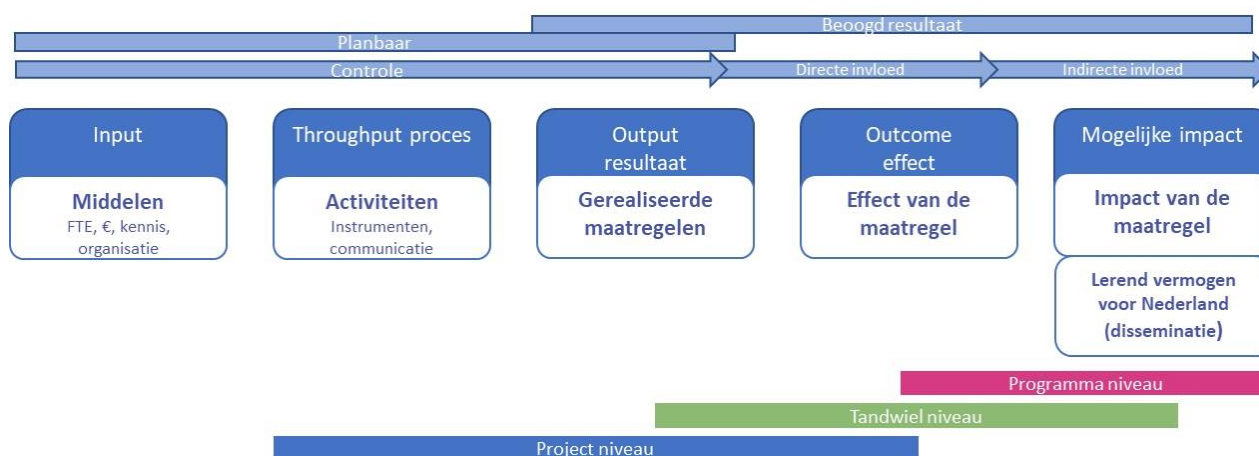 Beoogd resultaat
Planbaar
Controle
Directe invloed
Indirecte invloed
Input
Middelen
FTE, €, kennis,
organisatie
Throughput proces
Activiteiten
Instrumenten,
communicatie
Output
resultaat
Gerealiseerde
maatregelen
Outcome
effect
Effect van de
maatregel
Mogelijke impact
Impact van de
maatregel
Lerend vermogen
voor Nederland
(disseminatie)
Programma niveau
Tandwiel niveau
Project niveau